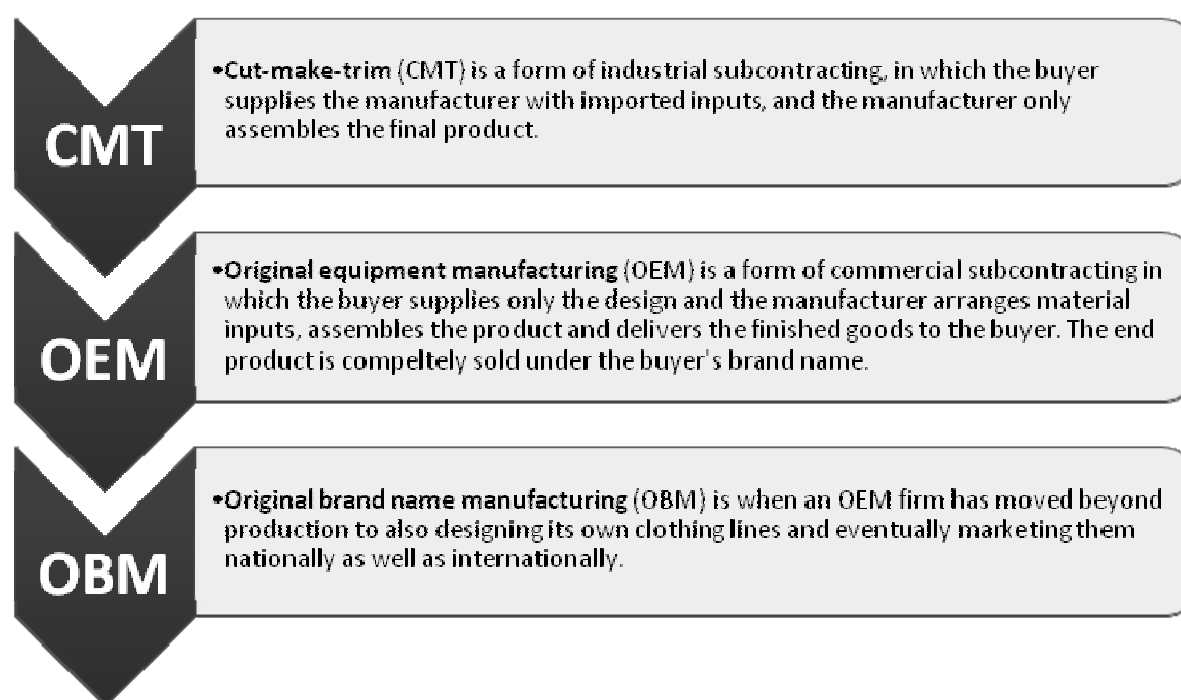 CMT
•Cut-make-trim (CMT) is a form of industrial subcontracting, in which the buyer
supplies the manufacturer with imported inputs, and the manufacturer only
assembles the final product.
OEM
•Original equipment manufacturing (OEM) is a form of commercial subcontracting in
which the buyer supplies only the design and the manufacturer arranges material
inputs, assembles the product and delivers the finished goods to the buyer. The end
product is compeltely sold under the buyer's brand name.
OBM
•Original brand name manufacturing (OBM) is when an OEM firm has moved beyond
production to also designing its own clothing lines and eventually marketing them
nationally as well as internationally.